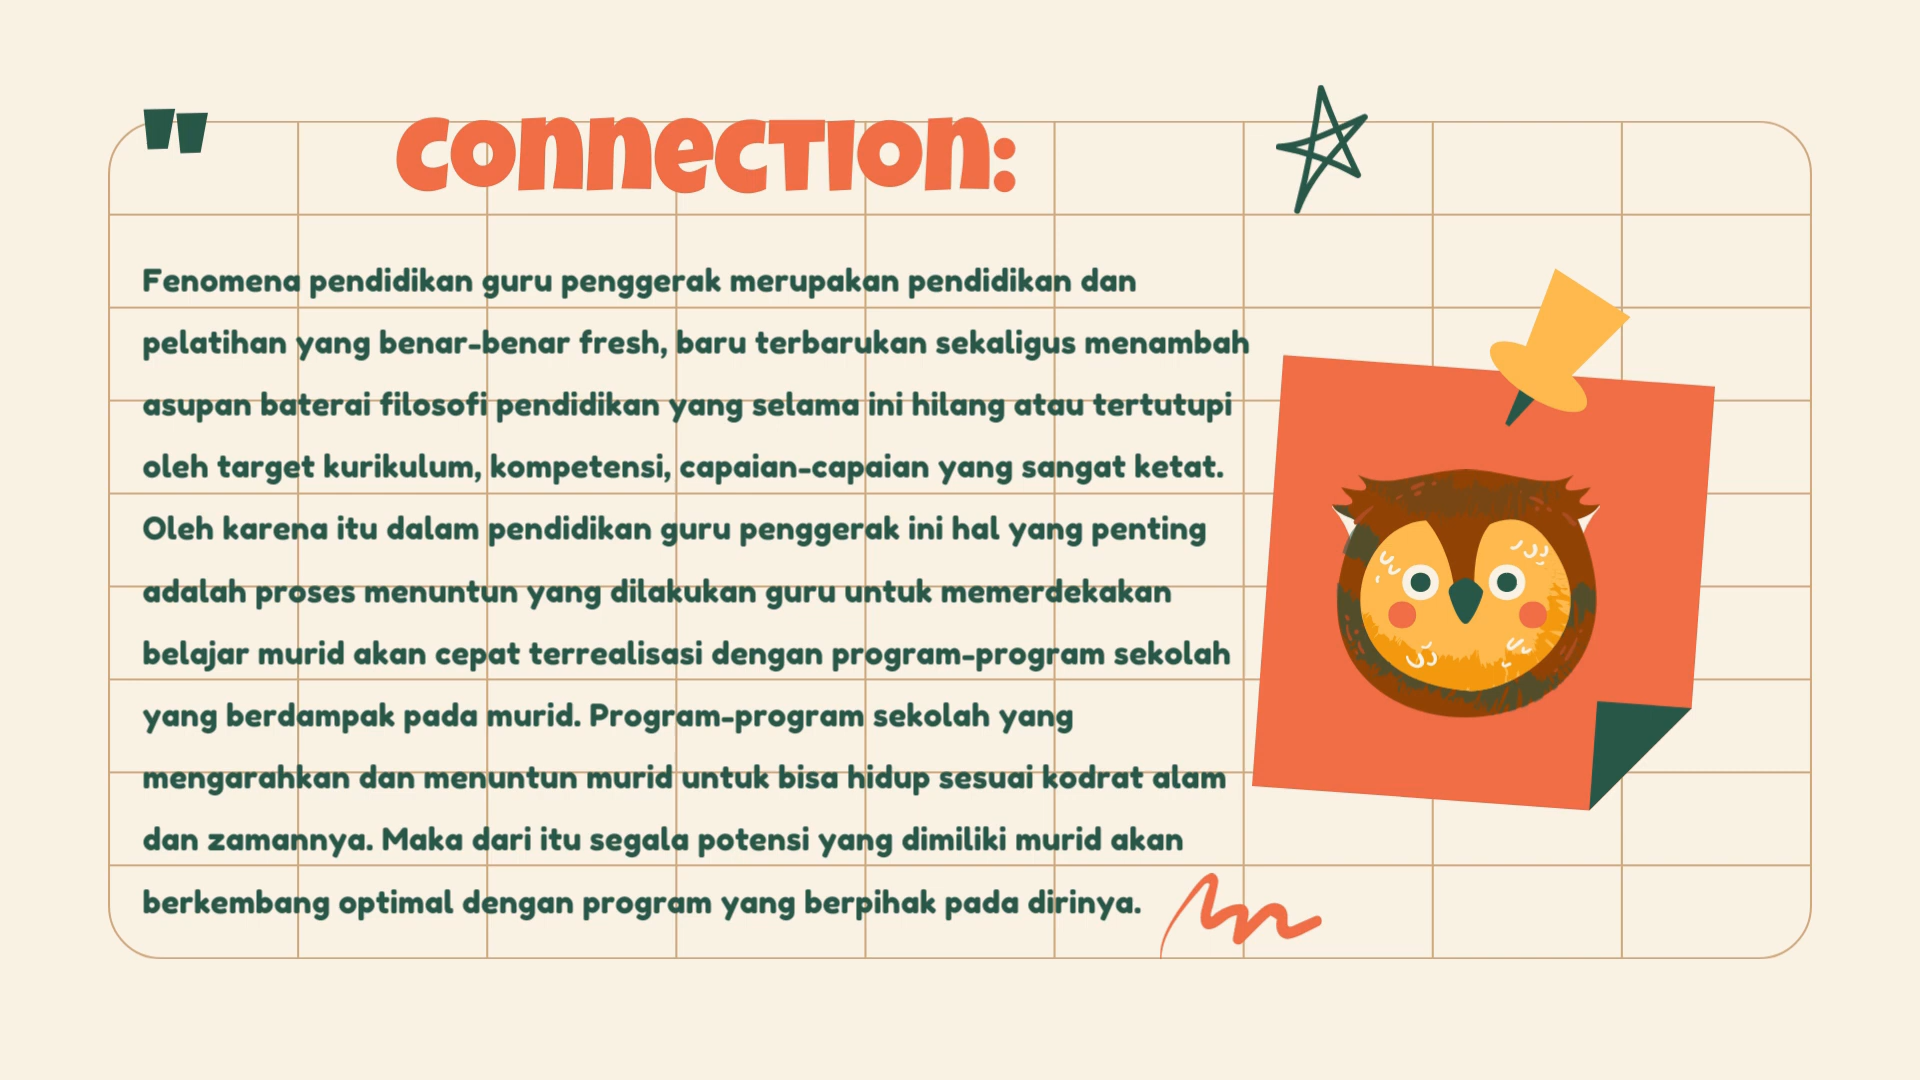 " connection:
Fenomena pendidikan guru penggerak merupakan pendidikan dan
pelatihan yang benar-benar fresh, baru terbarukan sekaligus menambah
asupan baterai filosofi pendidikan yang selama ini hilang atau tertutupi
oleh target kurikulum, kompetensi, capaian-capaian yang sangat ketat.
Oleh karena itu dalam pendidikan guru penggerak ini hal yang penting
adalah proses menuntun yang dilakukan guru untuk memerdekakan
belajar murid akan cepat terrealisasi dengan program-program sekolah
yang berdampak pada murid. Program-program sekolah yang
mengarahkan dan menuntun murid untuk bisa hidup sesuai kodrat alam
dan zamannya. Maka dari itu segala potensi yang dimiliki murid akan
berkembang optimal dengan program yang berpihak pada dirinya.